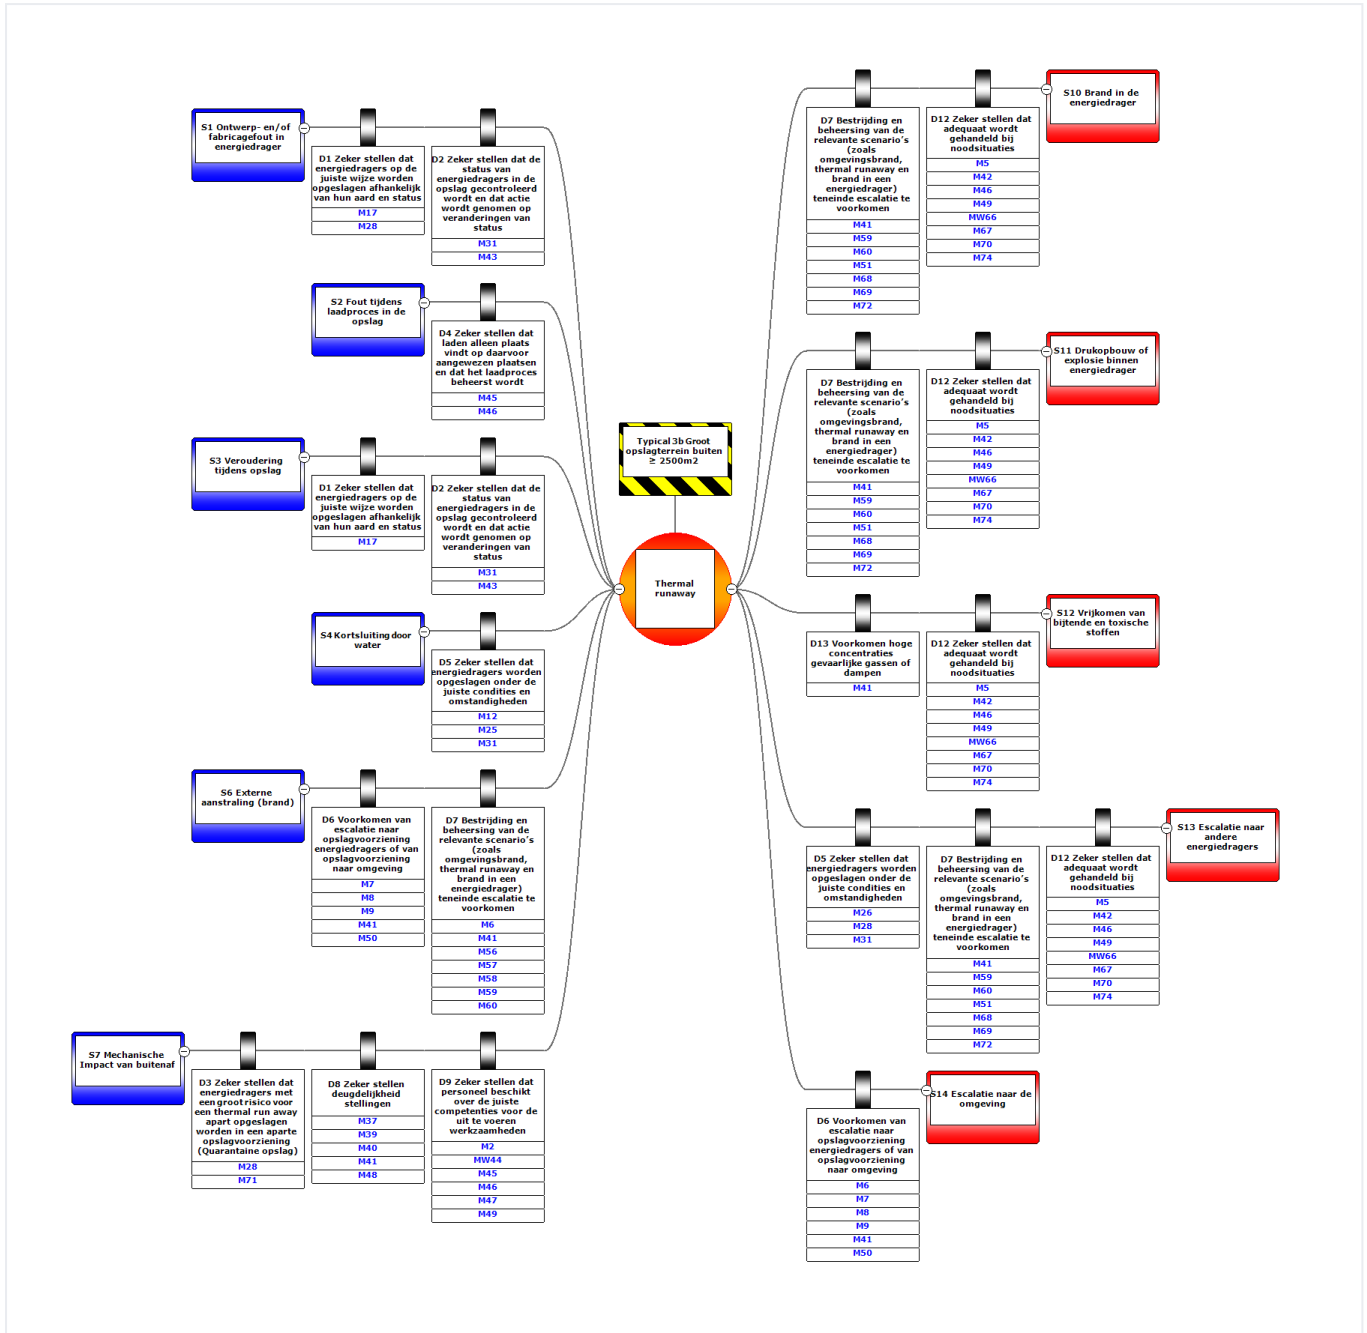 S1 Ontwerp- en/of
fabricagefout in
energiedrager
D1 Zeker stellen dat
energiedragers op de
juiste wijze worden
opgeslagen afhankelijk
van hun aard en status
M17
M28
D2 Zeker stellen dat de
status van
energiedragers in de
opslag gecontroleerd
wordt en dat actie
wordt genomen op
veranderingen van
status
M31
M43
S2 Fout tijdens
laadproces in de
opslag
D4 Zeker stellen dat
laden alleen plaats
vindt op daarvoor
aangewezen plaatsen
en dat het laadproces
beheerst wordt
M45
M46
S3 Veroudering
tijdens opslag
D1 Zeker stellen dat
energiedragers op de
juiste wijze worden
opgeslagen afhankelijk
van hun aard en status
M17
D2 Zeker stellen dat de
status van
energiedragers in de
opslag gecontroleerd
wordt en dat actie
wordt genomen op
veranderingen van
status
M31
M43
S4 Kortsluiting door
water
D5 Zeker stellen dat
energiedragers worden
opgeslagen onder de
juiste condities en
omstandigheden
M12
M25
M31
S6 Externe
aanstraling (brand)
D6 Voorkomen van
escalatie naar
opslagvoorziening
energiedragers of van
opslagvoorziening
naar omgeving
M7
M8
M9
M41
M50
D7 Bestrijding en
beheersing van de
relevante scenario's
(zoals
omgevingsbrand,
thermal runaway en
brand in een
energiedrager)
teneinde escalatie te
voorkomen
M6
M41
M56
M57
M58
M59
M60
S7 Mechanische
Impact van buitenaf
D3 Zeker stellen dat
energiedragers met
een groot risico voor
een thermal run away
apart opgeslagen
worden in een aparte
opslagvoorziening
(Quarantaine opslag)
M28
M71
D8 Zeker stellen
deugdelijkheid
stellingen
M37
M39
M40
M41
M48
D9 Zeker stellen dat
personeel beschikt
over de juiste
competenties voor de
uit te voeren
werkzaamheden
M2
MW44
M45
M46
M47
M49
Typical 3b Groot
opslagterrein buiten
≥ 2500m2
Thermal
runaway
D7 Bestrijding en
beheersing van de
relevante scenario's
(zoals
omgevingsbrand,
thermal runaway en
brand in een
energiedrager)
teneinde escalatie te
voorkomen
M41
M59
M60
M51
M68
M69
M72
D12 Zeker stellen dat
adequaat wordt
gehandeld bij
noodsituaties
M5
M42
M46
M49
MW66
M67
M70
M74
S10 Brand in de
energiedrager
D7 Bestrijding en
beheersing van de
relevante scenario's
(zoals
omgevingsbrand,
thermal runaway en
brand in een
energiedrager)
teneinde escalatie te
voorkomen
M41
M59
M60
M51
M68
M69
M72
D12 Zeker stellen dat
adequaat wordt
gehandeld bij
noodsituaties
M5
M42
M46
M49
MW66
M67
M70
M74
S11 Drukopbouw of
explosie binnen
energiedrager
D13 Voorkomen hoge
concentraties
gevaarlijke gassen of
dampen
M41
D12 Zeker stellen dat
adequaat wordt
gehandeld bij
noodsituaties
M5
M42
M46
M49
MW66
M67
M70
M74
S12 Vrijkomen van
bijtende en toxische
stoffen
D5 Zeker stellen dat
energiedragers worden
opgeslagen onder de
juiste condities en
omstandigheden
M26
M28
M31
D7 Bestrijding en
beheersing van de
relevante scenario's
(zoals
omgevingsbrand,
thermal runaway en
brand in een
energiedrager)
teneinde escalatie te
voorkomen
M41
M59
M60
M51
M68
M69
M72
D12 Zeker stellen dat
adequaat wordt
gehandeld bij
noodsituaties
M5
M42
M46
M49
MW66
M67
M70
M74
S13 Escalatie naar
andere
energiedragers
D6 Voorkomen van
escalatie naar
opslagvoorziening
energiedragers of van
opslagvoorziening
naar omgeving
M6
M7
M8
M9
M41
M50
S14 Escalatie naar de
omgeving